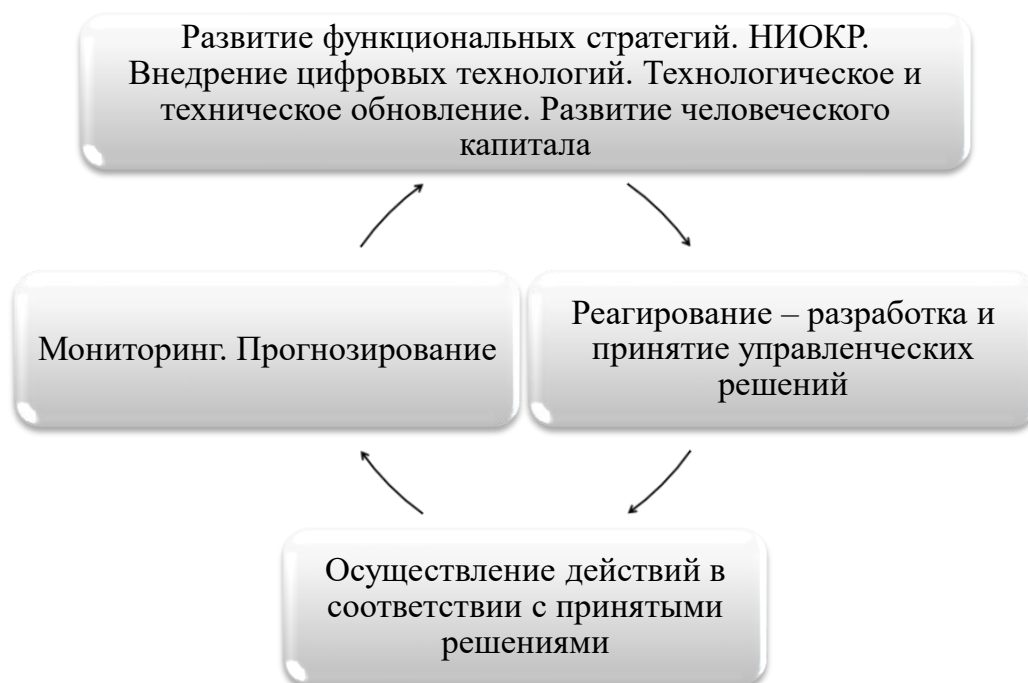 Развитие функциональных стратегий. НИОКР.
Внедрение цифровых технологий. Технологическое и
техническое обновление. Развитие человеческого
капитала
Мониторинг. Прогнозирование
Реагирование – разработка и
принятие управленческих
решений
Осуществление действий в
соответствии с принятыми
решениями